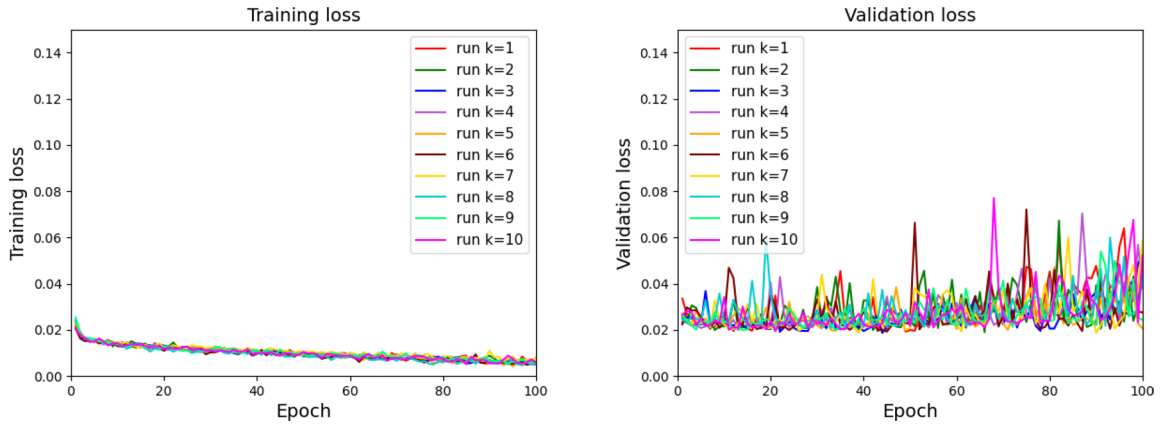 Training loss
Training loss
0.14
0.12
0.10
0.08
0.06
0.04
0.02
0.00
run k=1
run k=2
run k=3
run k=4
run k=5
run k=6
run k=7
run k=8
run k=9
run k=10
0
20
40
60
80
100
Epoch
Validation loss
Validation loss
0.14
0.12
0.10
0.08
0.06
0.04
0.02
0.00
run k=1
run k=2
run k=3
run k=4
run k=5
run k=6
run k=7
run k=8
run k=9
run k=10
0
20
40
60
80
100
Epoch